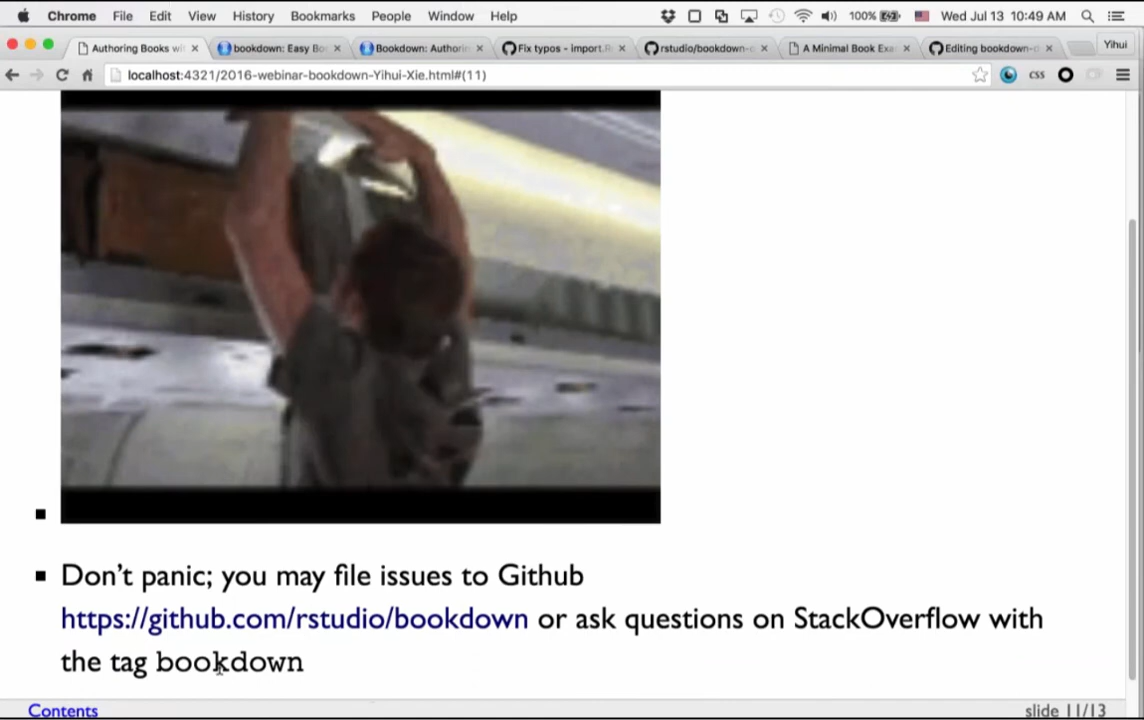 Chrome File Edit View History Bookmarks People Window Help 100% Wed Jul 13 10:49 AM
Authoring Books wi bookdown: Easy Bo Bookdown: Authorin Fix typos - import.R rstudio/bookdown- A Minimal Book Exa Editing bookdown- Yihui
localhost:4321/2016-webinar-bookdown-Yihui-Xie.html#(11) CSS
Don't panic; you may file issues to Github
https://github.com/rstudio/bookdown or ask questions on StackOverflow with
the tag bookdown
Contents slide 11/13